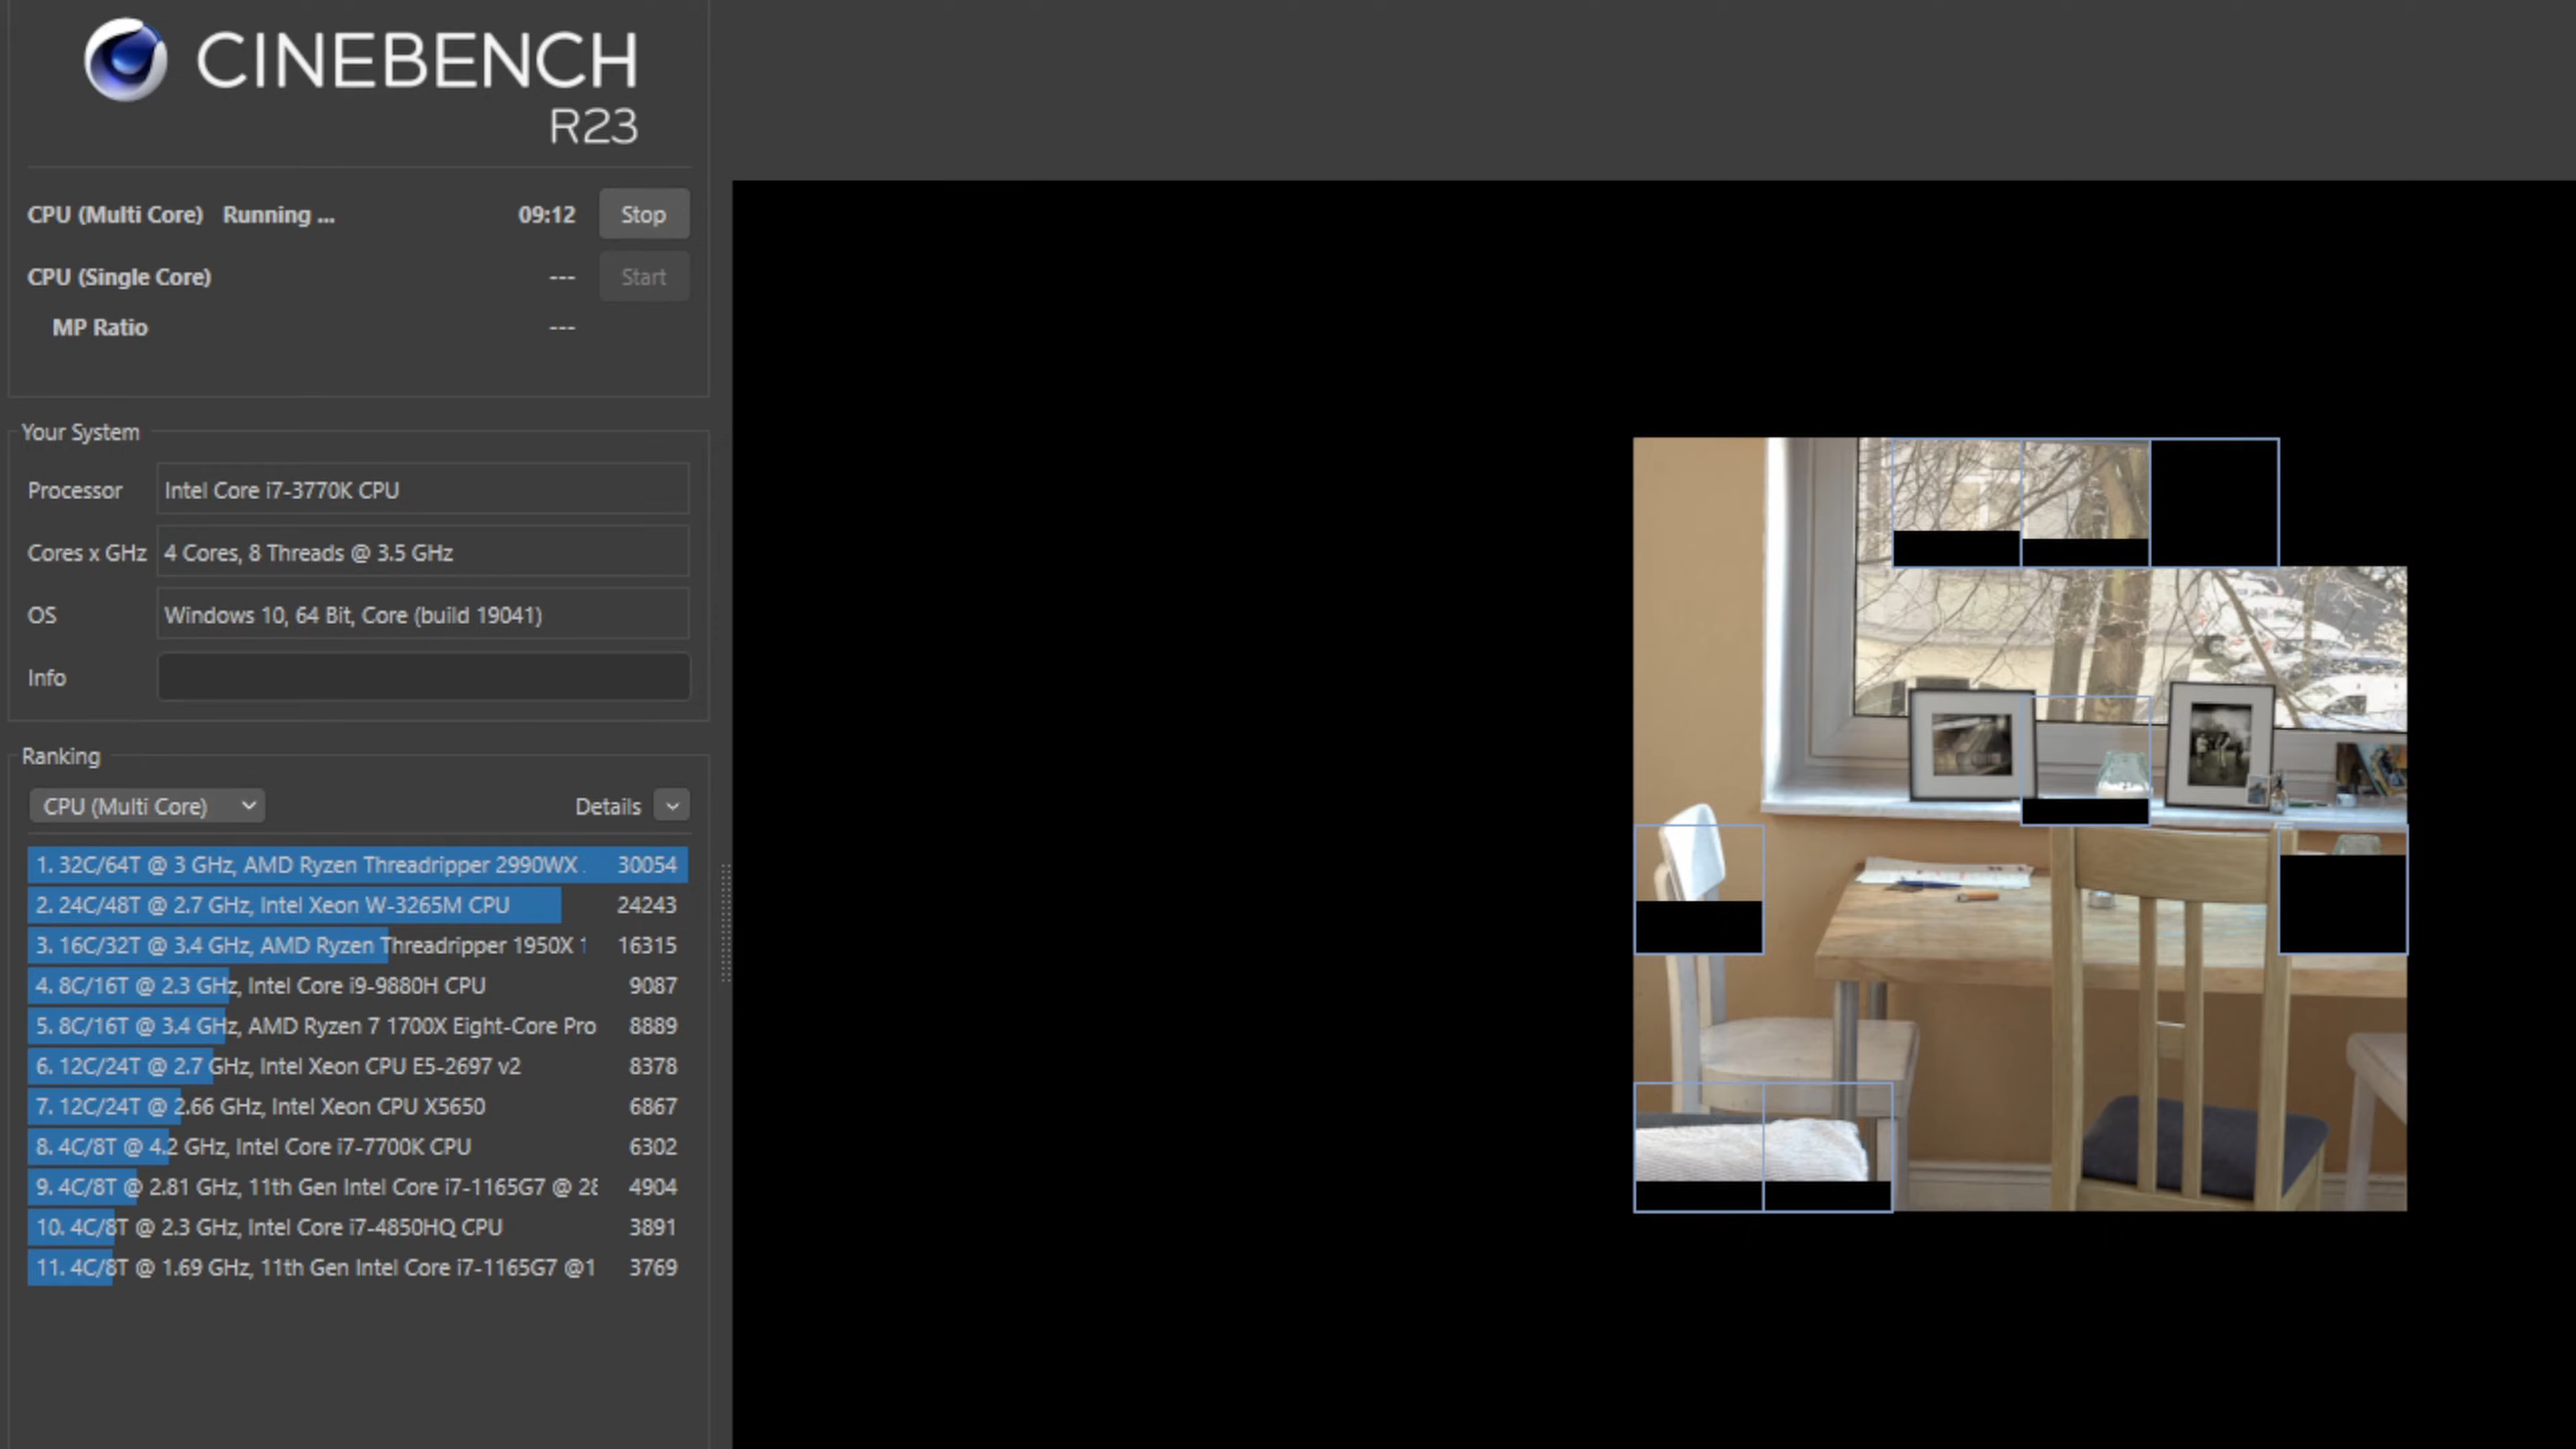 CINEBENCH
R23
CPU (Multi Core) Running ... 09:12 Stop
CPU (Single Core) --- Start
MP Ratio ---
Your System
Processor Intel Core i7-3770K CPU
Cores x GHz 4 Cores, 8 Threads @ 3.5 GHz
OS Windows 10, 64 Bit, Core (build 19041)
Info
Ranking
CPU (Multi Core) Details
1. 32C/64T @ 3 GHz, AMD Ryzen Threadripper 2990WX 30054
2. 24C/48T @ 2.7 GHz, Intel Xeon W-3265M CPU 24243
3. 16C/32T @ 3.4 GHz, AMD Ryzen Threadripper 1950X 1 16315
4. 8C/16T @ 2.3 GHz, Intel Core i9-9880H CPU 9087
5. 8C/16T @ 3.4 GHz, AMD Ryzen 7 1700X Eight-Core Pro 8889
6. 12C/24T @ 2.7 GHz, Intel Xeon CPU E5-2697 v2 8378
7. 12C/24T @ 2.66 GHz, Intel Xeon CPU X5650 6867
8. 4C/8T @ 4.2 GHz, Intel Core i7-7700K CPU 6302
9. 4C/8T @ 2.81 GHz, 11th Gen Intel Core i7-1165G7 @ 28 4904
10. 4C/8T @ 2.3 GHz, Intel Core i7-4850HQ CPU 3891
11. 4C/8T @ 1.69 GHz, 11th Gen Intel Core i7-1165G7 @1 3769